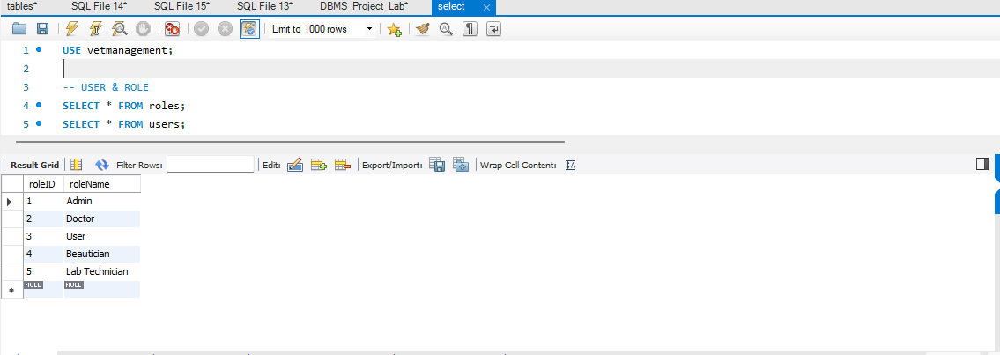 tables* SQL File 14* SQL File 15* SQL File 13* DBMS_Project_Lab* select
Limit to 1000 rows
1 USE vetmanagement;
2
3 -- USER & ROLE
4 SELECT * FROM roles;
5 SELECT * FROM users;
Result Grid Filter Rows: Edit: Export/Import: Wrap Cell Content:
roleID roleName
1 Admin
2 Doctor
3 User
4 Beautician
5 Lab Technician
NULL NULL